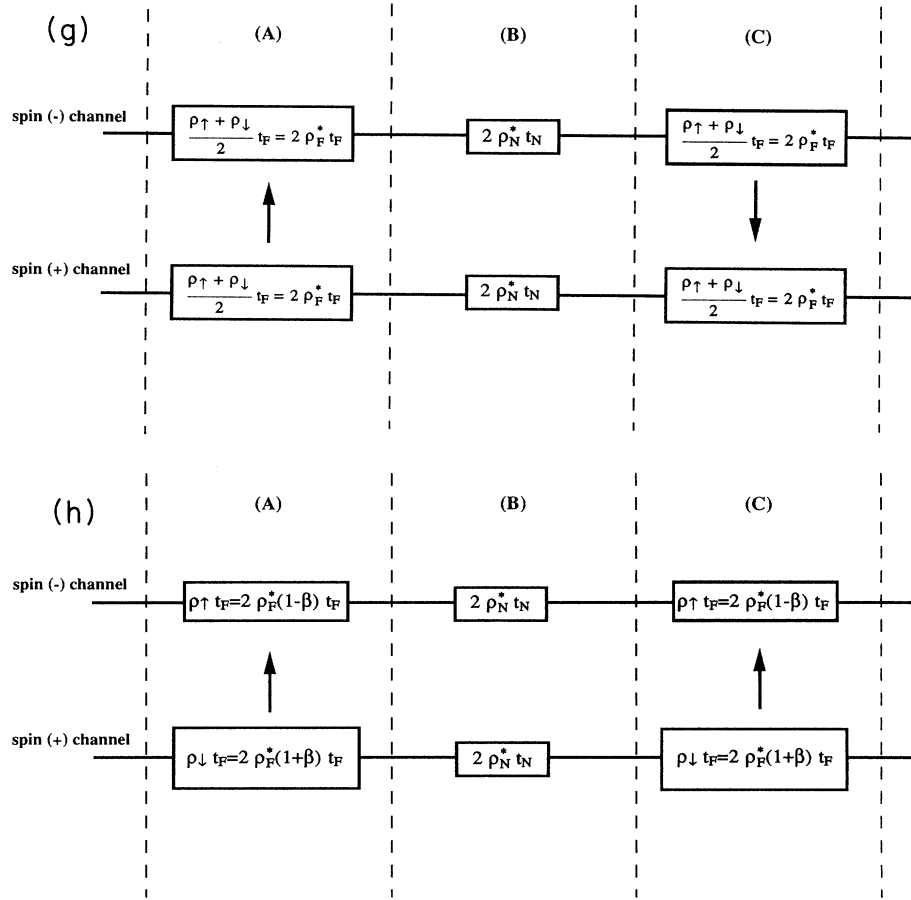 (g)
(A) (B) (C)
spin (-) channel
ρ↑ + ρ↓ / 2 t_F = 2 ρ*_F t_F
2 ρ*_N t_N
ρ↑ + ρ↓ / 2 t_F = 2 ρ*_F t_F
spin (+) channel
ρ↑ + ρ↓ / 2 t_F = 2 ρ*_F t_F
2 ρ*_N t_N
ρ↑ + ρ↓ / 2 t_F = 2 ρ*_F t_F
(h)
(A) (B) (C)
spin (-) channel
ρ↑ t_F=2 ρ*_F(1-β) t_F
2 ρ*_N t_N
ρ↑ t_F=2 ρ*_F(1-β) t_F
spin (+) channel
ρ↓ t_F=2 ρ*_F(1+β) t_F
2 ρ*_N t_N
ρ↓ t_F=2 ρ*_F(1+β) t_F